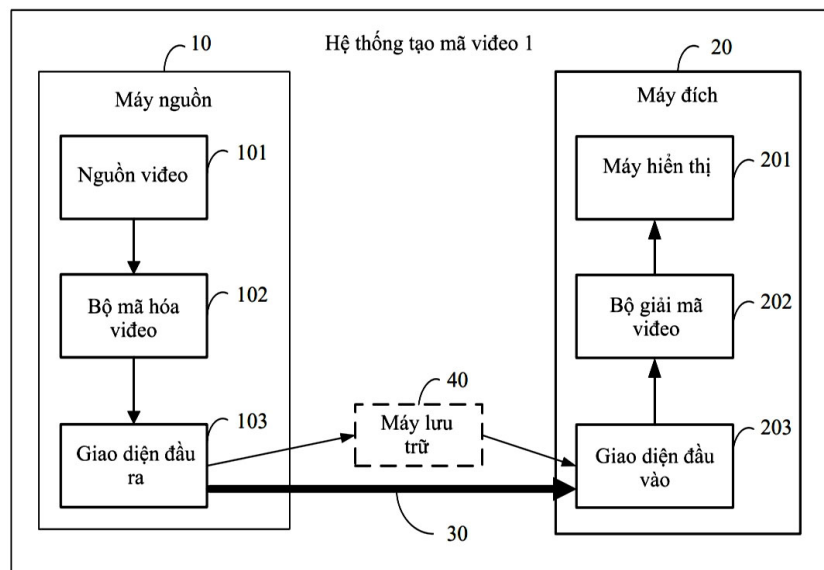 10
Hệ thống tạo mã viđeo 1
20
Máy nguồn
Máy đích
101
Nguồn viđeo
Máy hiển thị
201
102
Bộ mã hóa
viđeo
Bộ giải mã
viđeo
202
103
Giao diện đầu
ra
40
Máy lưu
trữ
203
Giao diện đầu
vào
30